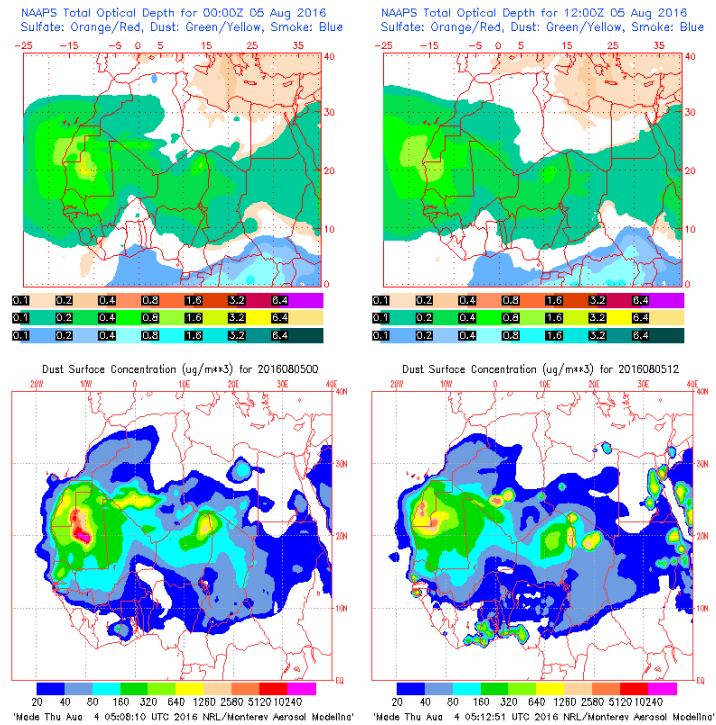 NAAPS Total Optical Depth for 00:00Z 05 Aug 2016
Sulfate: Orange/Red, Dust: Green/Yellow, Smoke: Blue
-25 -15 -10 -5 0 5 10 15 20 25 35
40
30
20
10
0
0.1 0.2 0.4 0.8 1.6 3.2 6.4
0.1 0.2 0.4 0.8 1.6 3.2 6.4
0.1 0.2 0.4 0.8 1.6 3.2 6.4
NAAPS Total Optical Depth for 12:00Z 05 Aug 2016
Sulfate: Orange/Red, Dust: Green/Yellow, Smoke: Blue
-25 -15 -10 -5 0 5 10 15 20 25 35
40
30
20
10
0
0.1 0.2 0.4 0.8 1.6 3.2 6.4
0.1 0.2 0.4 0.8 1.6 3.2 6.4
0.1 0.2 0.4 0.8 1.6 3.2 6.4
Dust Surface Concentration (ug/m**3) for 2016080500
20W 10W 0 10E 20E 30E 40E
40N
30N
20N
10N
EQ
20 40 80 160 320 640 1280 2580 5120 10240
'Made Thu Aug 4 05:08:10 UTC 2016 NRL/Monterey Aerosol Modeling'
Dust Surface Concentration (ug/m**3) for 2016080512
20W 10W 0 10E 20E 30E 40E
40N
30N
20N
10N
EQ
20 40 80 160 320 640 1280 2580 5120 10240
'Made Thu Aug 4 05:12:51 UTC 2016 NRL/Monterey Aerosol Modeling'